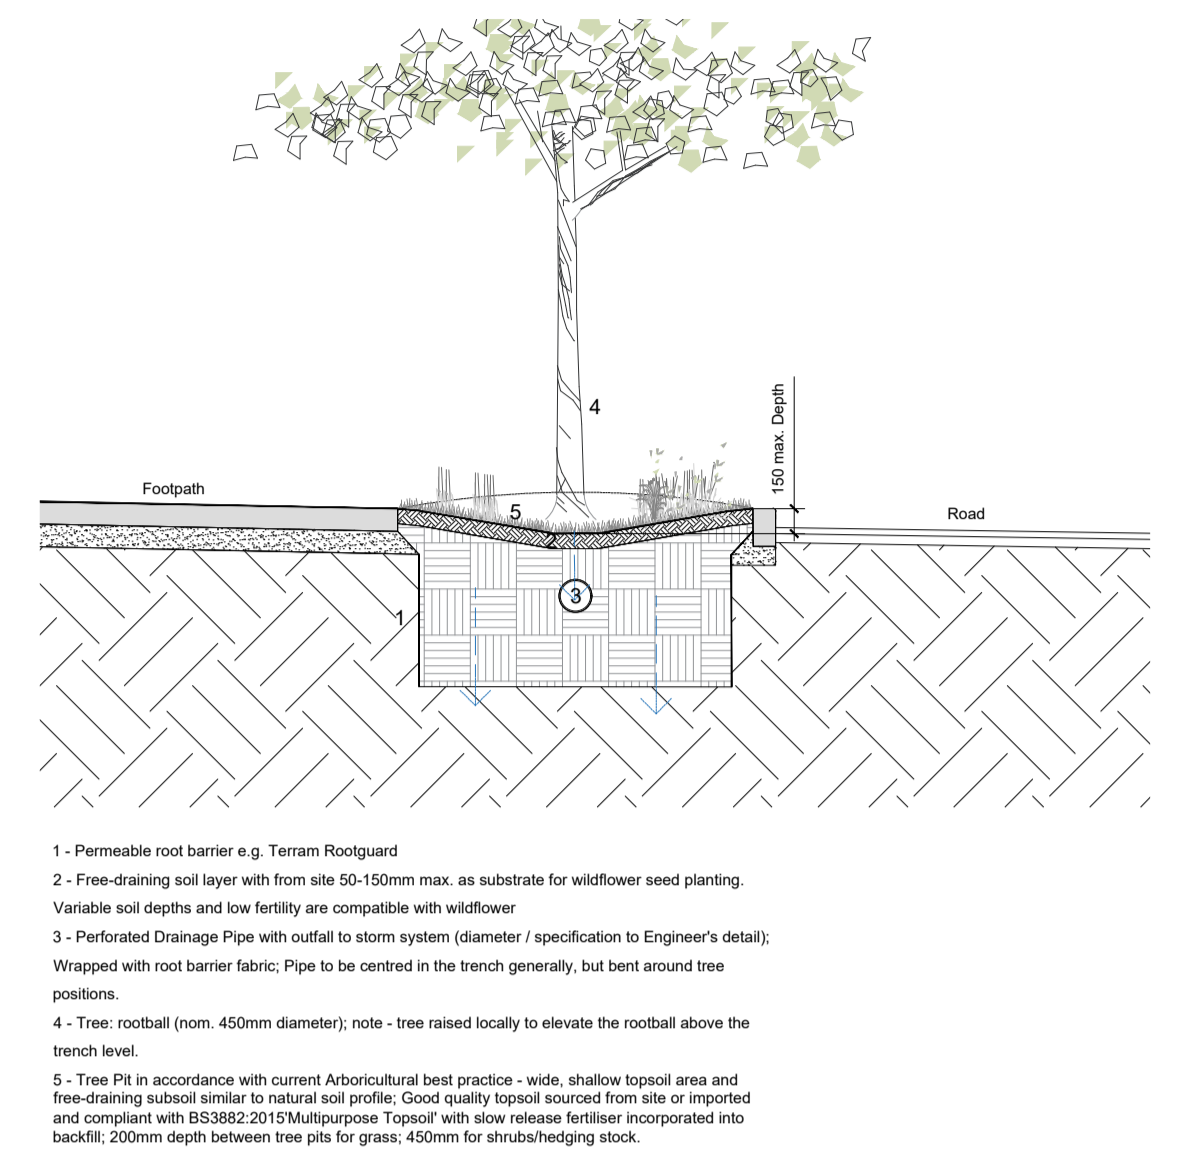 150 max. Depth
4
Footpath
5
Road
2
3
1
1 - Permeable root barrier e.g. Terram Rootguard
2 - Free-draining soil layer with from site 50-150mm max. as substrate for wildflower seed planting.
Variable soil depths and low fertility are compatible with wildflower
3 - Perforated Drainage Pipe with outfall to storm system (diameter / specification to Engineer's detail);
Wrapped with root barrier fabric; Pipe to be centred in the trench generally, but bent around tree
positions.
4 - Tree: rootball (nom. 450mm diameter); note - tree raised locally to elevate the rootball above the
trench level.
5 - Tree Pit in accordance with current Arboricultural best practice - wide, shallow topsoil area and
free-draining subsoil similar to natural soil profile; Good quality topsoil sourced from site or imported
and compliant with BS3882:2015'Multipurpose Topsoil' with slow release fertiliser incorporated into
backfill; 200mm depth between tree pits for grass; 450mm for shrubs/hedging stock.